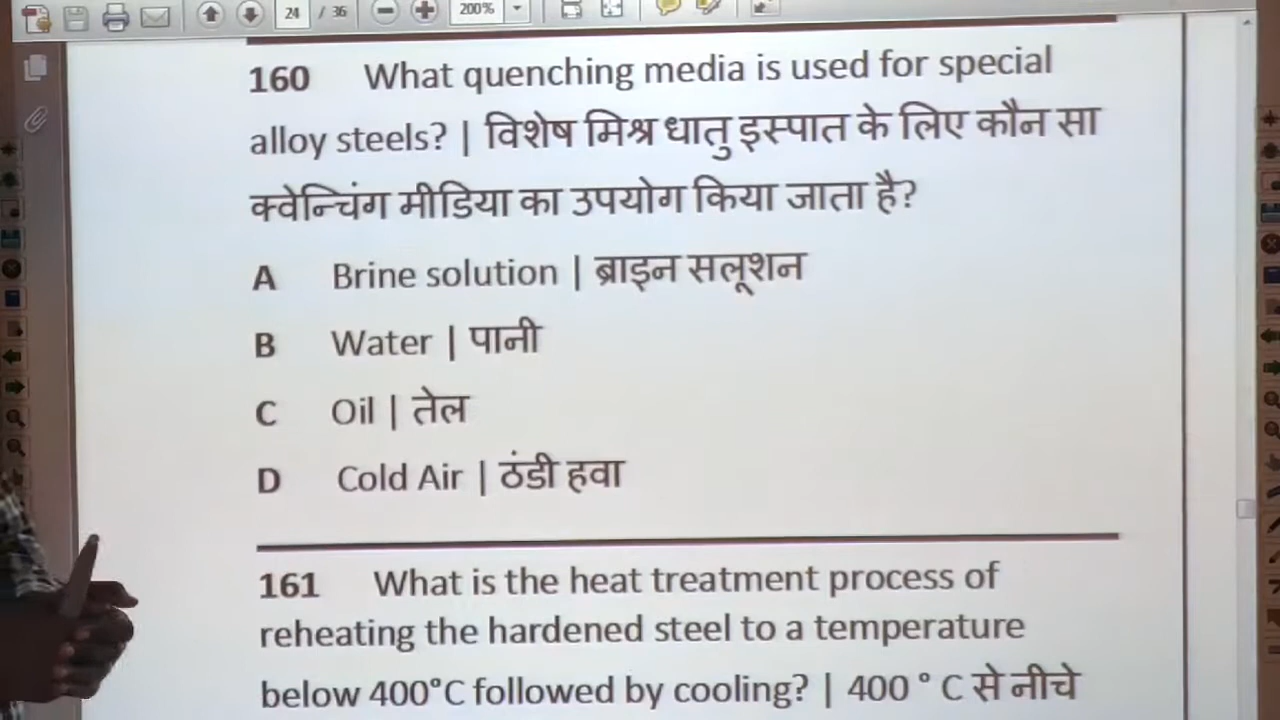 24 / 36 200%
160 What quenching media is used for special
alloy steels? | विशेष मिश्र धातु इस्पात के लिए कौन सा
क्वेन्चिंग मीडिया का उपयोग किया जाता है?
A Brine solution | ब्राइन सलूशन
B Water | पानी
C Oil | तेल
D Cold Air | ठंडी हवा
161 What is the heat treatment process of
reheating the hardened steel to a temperature
below 400°C followed by cooling? | 400 ° C से नीचे